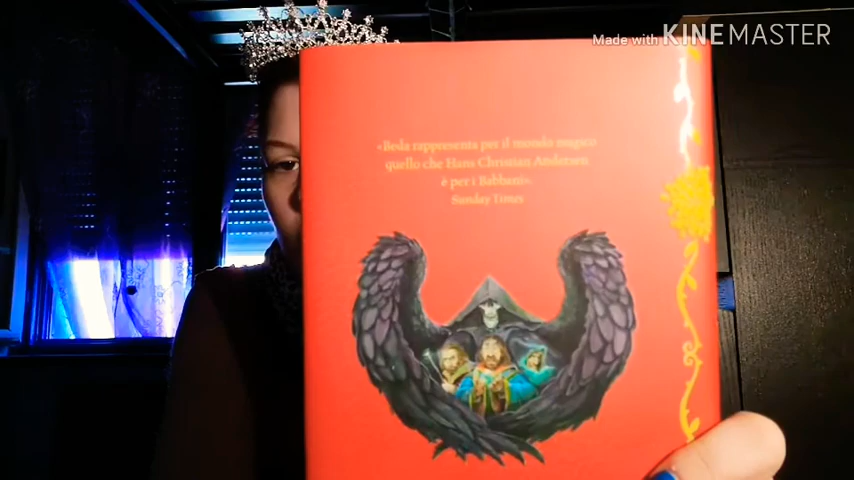 Made with KINEMASTER
«Beda rappresenta per il mondo magico
quello che Hans Christian Andersen
è per i Babbani»
Sunday Times